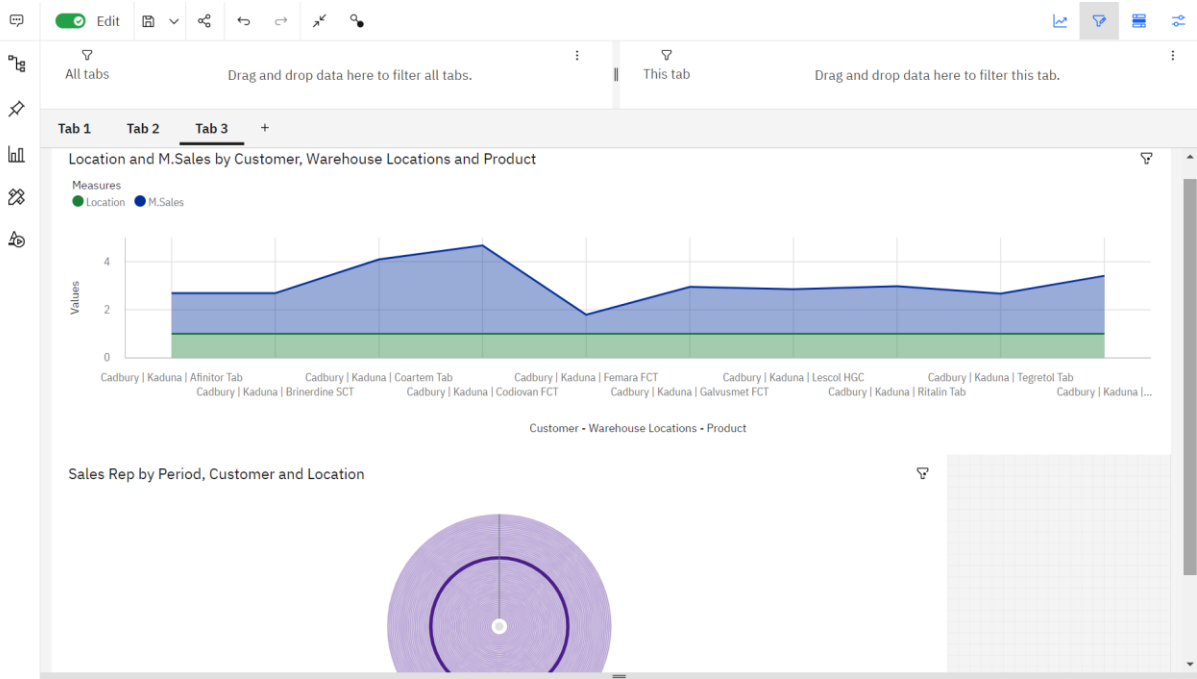 Edit
All tabs
Drag and drop data here to filter all tabs.
This tab
Drag and drop data here to filter this tab.
Tab 1 Tab 2 Tab 3 +
Location and M.Sales by Customer, Warehouse Locations and Product
Measures
Location M.Sales
4
2
0
Values
Cadbury | Kaduna | Afinitor Tab
Cadbury | Kaduna | Brinerdine SCT
Cadbury | Kaduna | Coartem Tab
Cadbury | Kaduna | Codiovan FCT
Cadbury | Kaduna | Femara FCT
Cadbury | Kaduna | Galvusmet FCT
Cadbury | Kaduna | Lescol HGC
Cadbury | Kaduna | Ritalin Tab
Cadbury | Kaduna | Tegretol Tab
Cadbury | Kaduna |...
Customer - Warehouse Locations - Product
Sales Rep by Period, Customer and Location